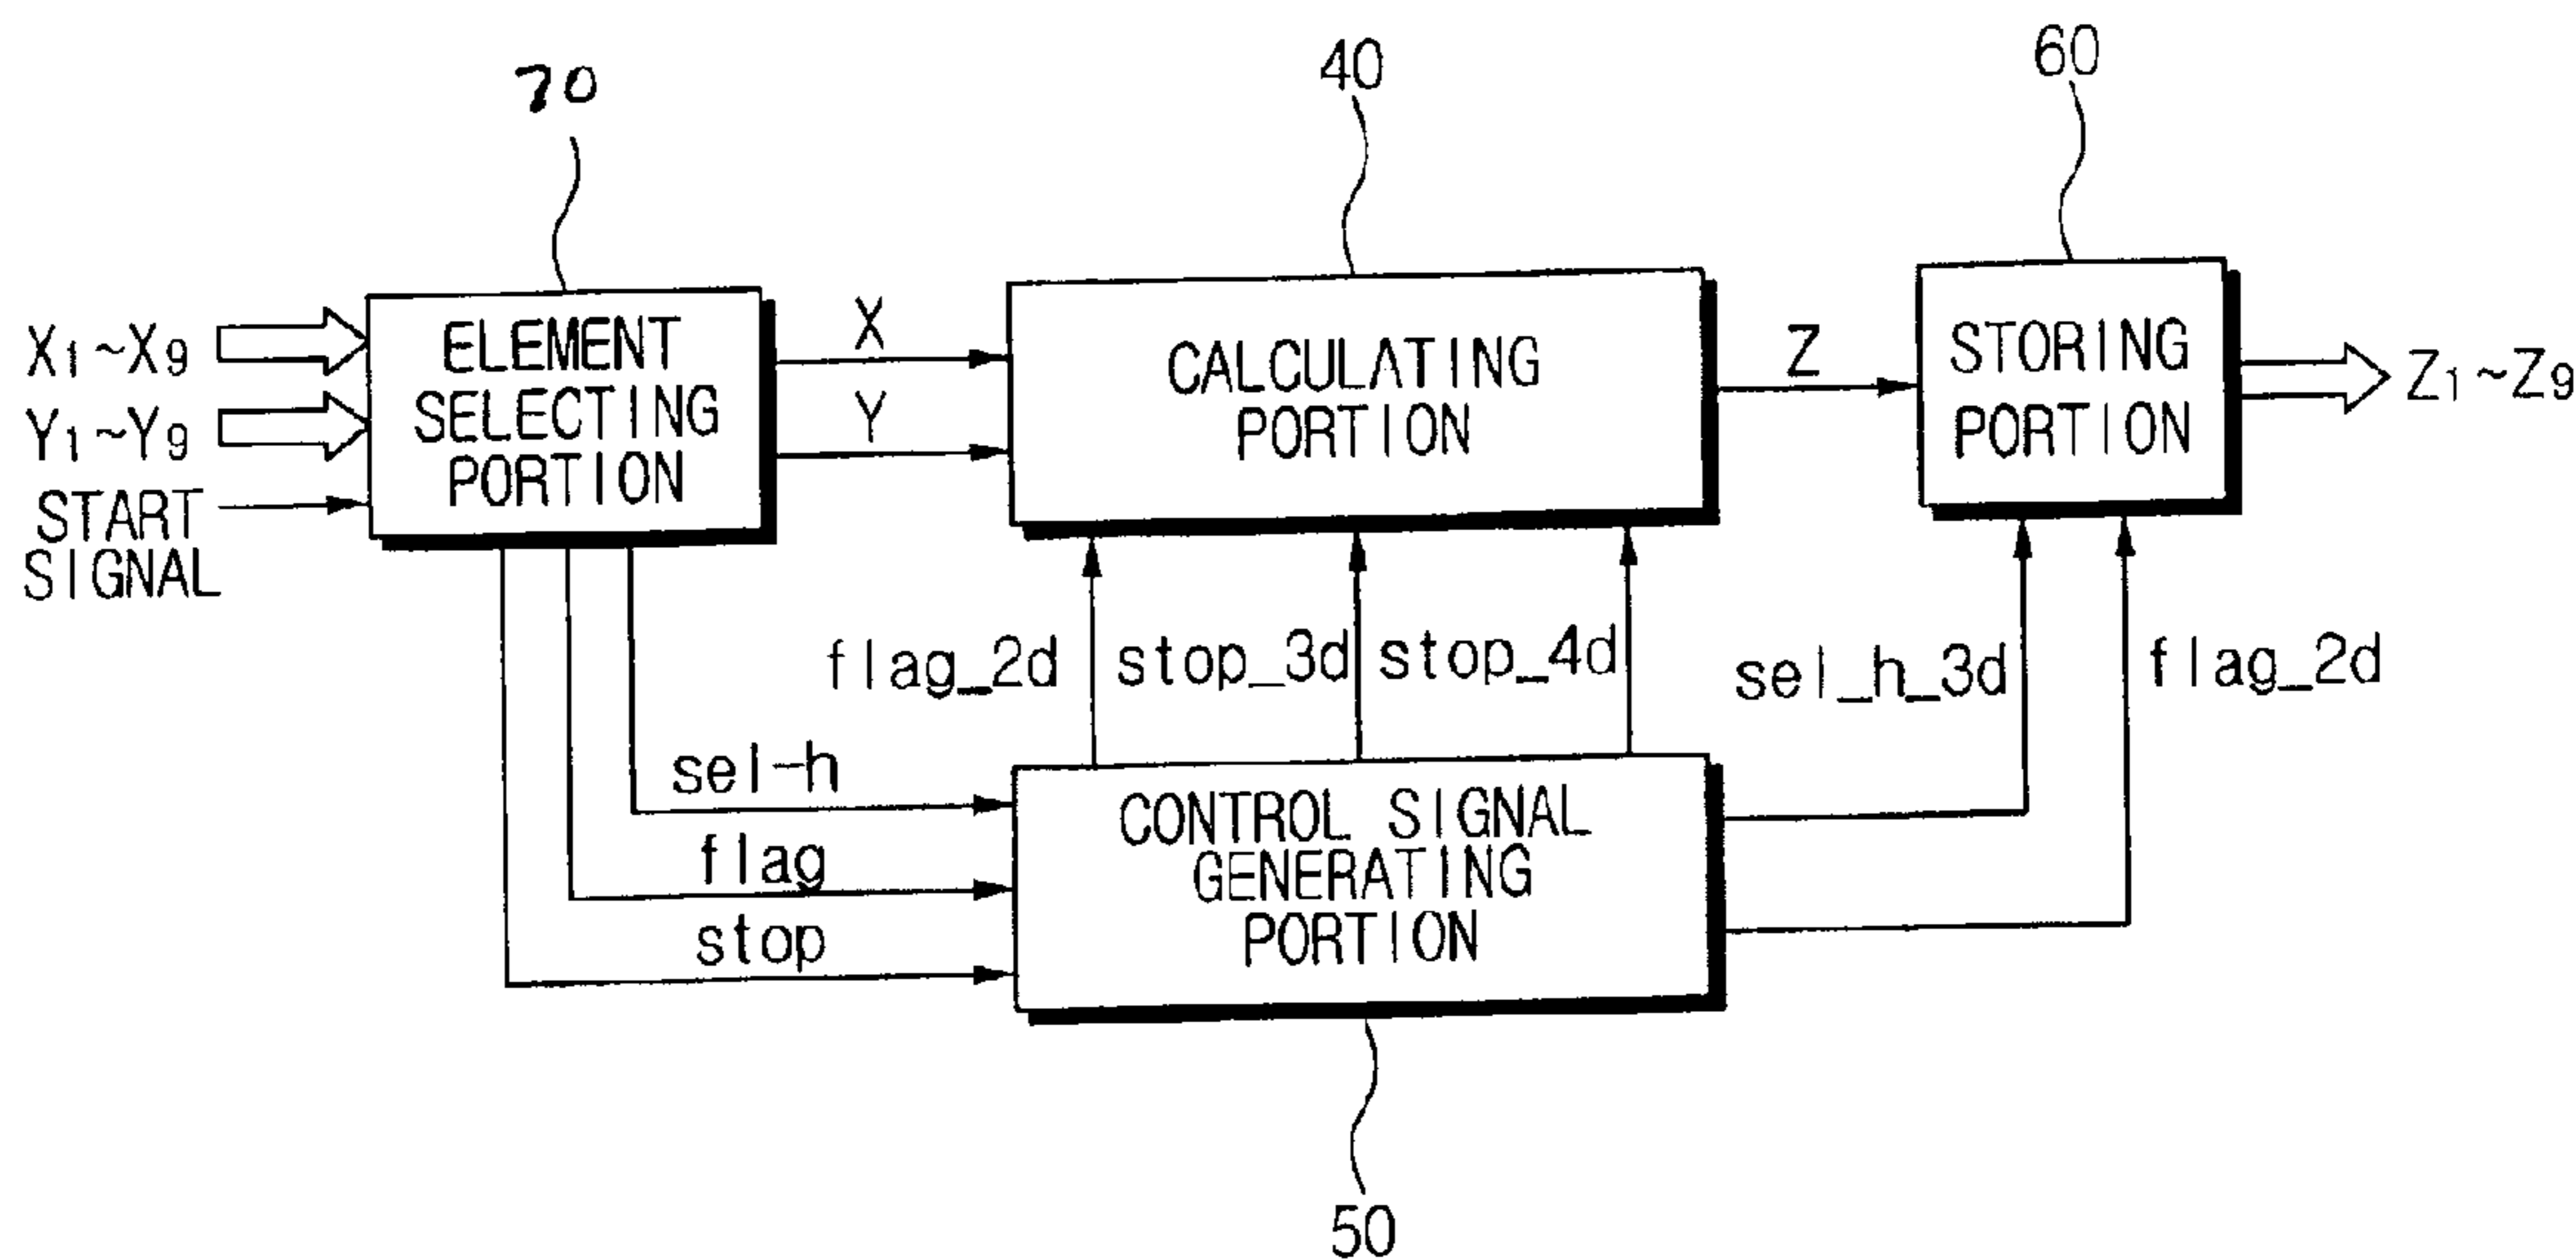 70
40
60
X1~X9
Y1~Y9
START
SIGNAL
ELEMENT
SELECTING
PORTION
X
Y
CALCULATING
PORTION
Z
STORING
PORTION
Z1~Z9
flag_2d
stop_3d
stop_4d
sel_h_3d
flag_2d
sel-h
flag
stop
CONTROL SIGNAL
GENERATING
PORTION
50